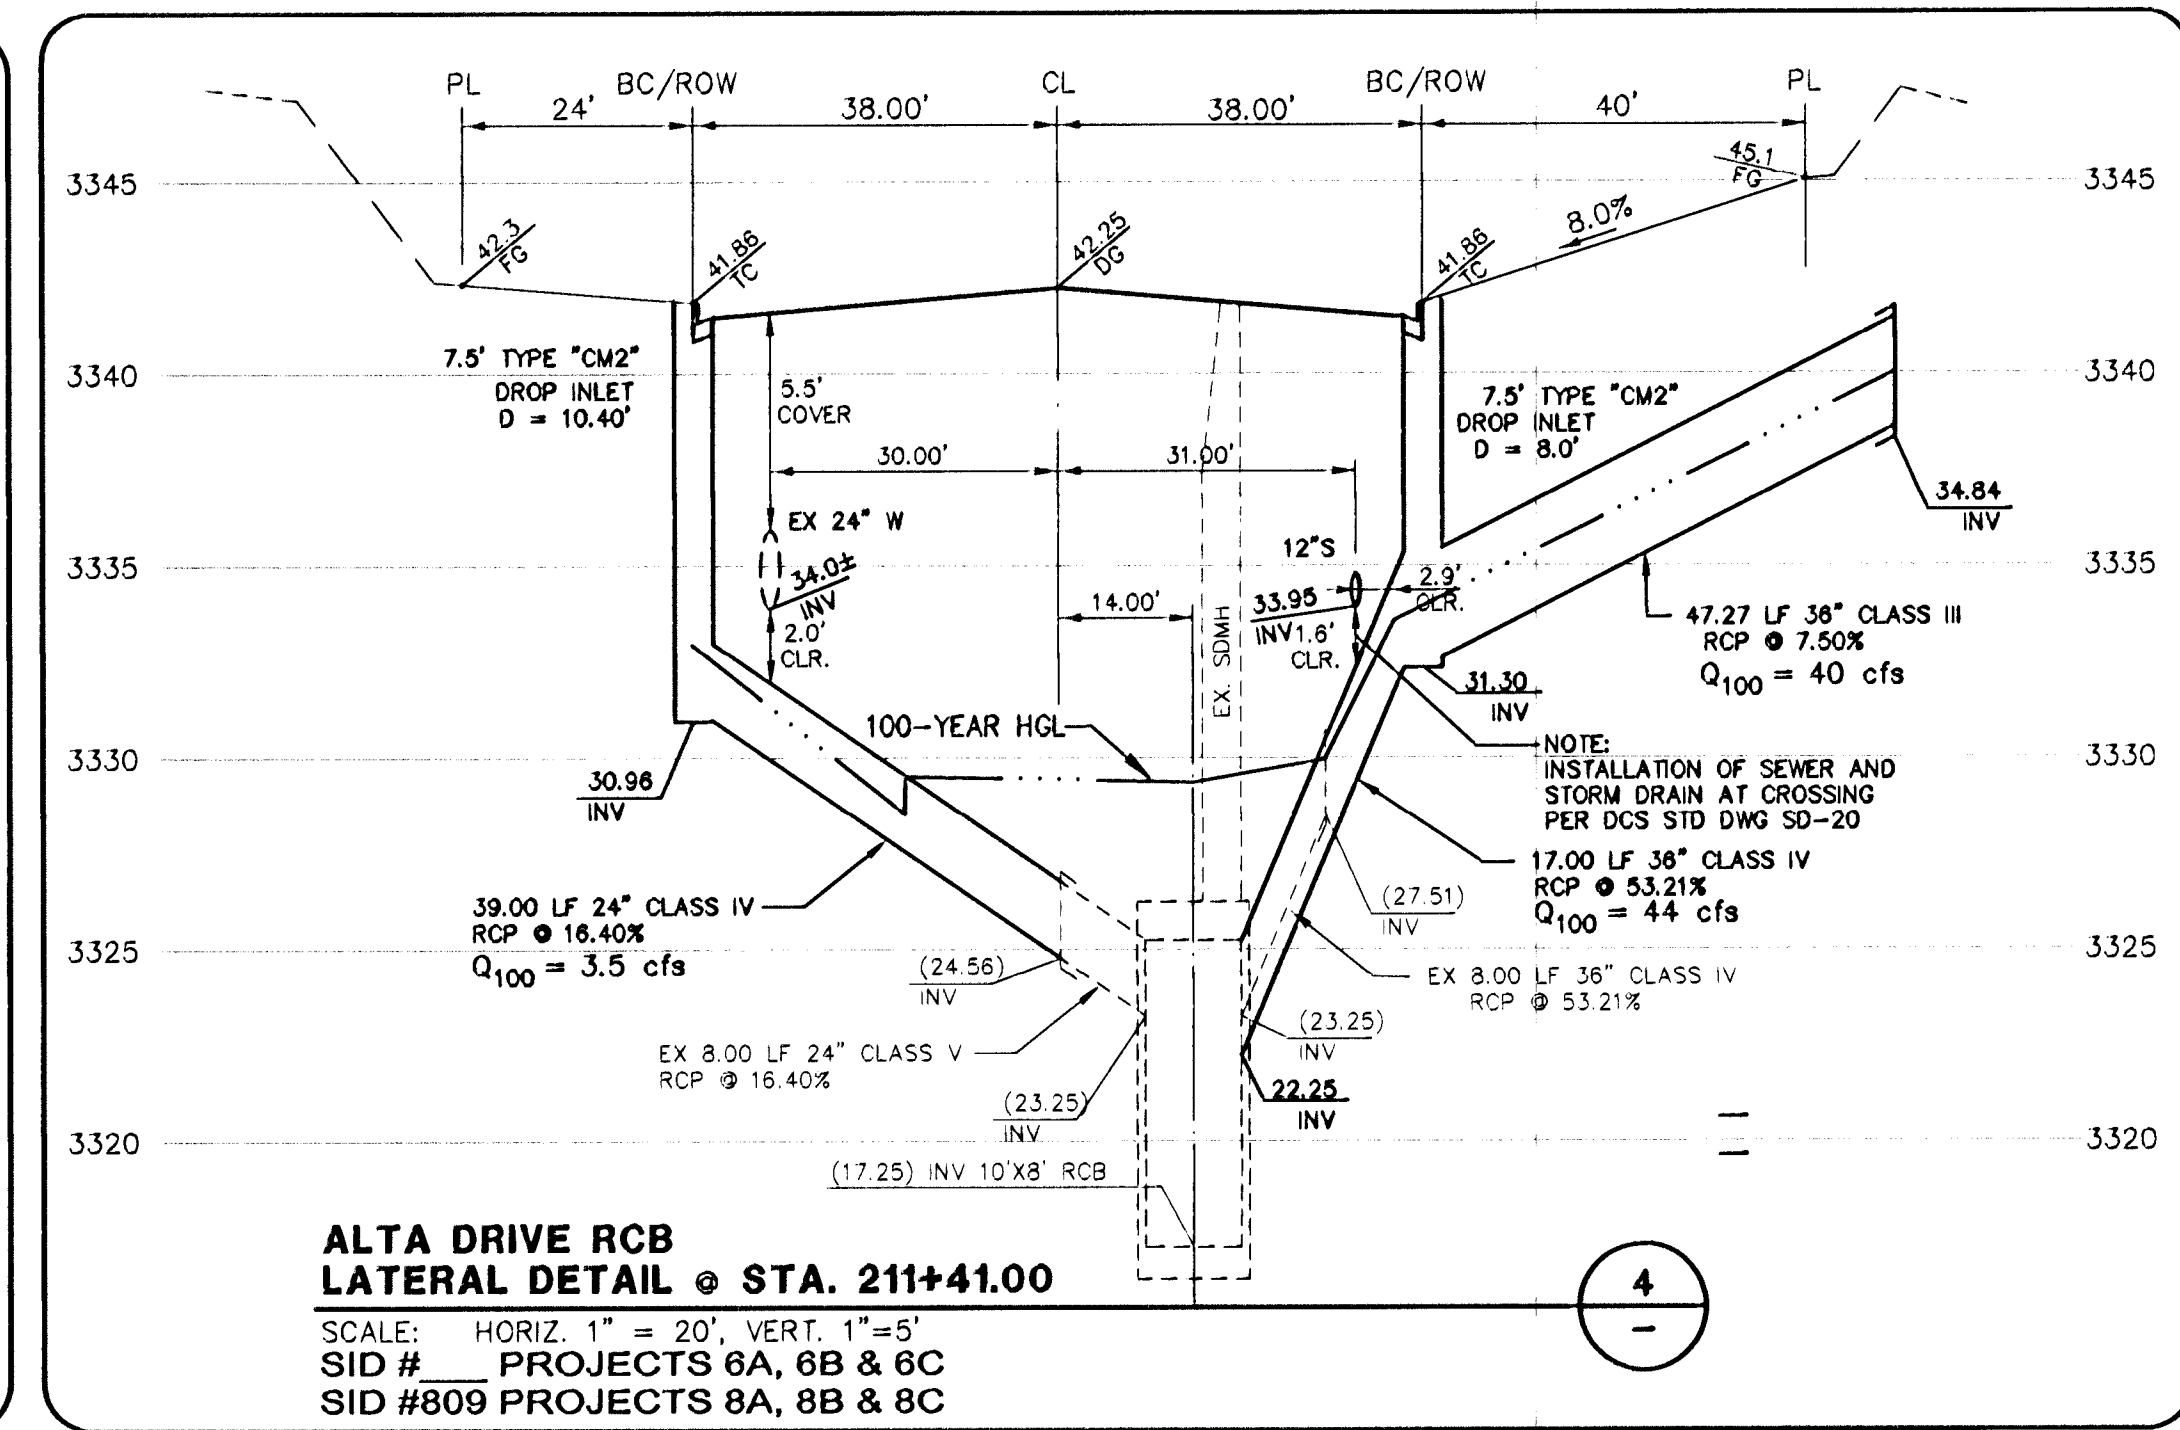 PL
BC/ROW
CL
BC/ROW
PL
24'
38.00'
38.00'
40'
3345
3345
45.1
FG
8.0%
42.3
FG
41.86
TC
42.25
DG
41.86
TC
7.5' TYPE "CM2"
DROP INLET
D = 10.40'
3340
3340
5.5'
COVER
7.5' TYPE "CM2"
DROP INLET
D = 8.0'
30.00'
31.00'
EX 24" W
34.84
INV
12"S
3335
3335
34.0±
INV
2.9'
CLR.
14.00'
33.95
INV
1.6'
CLR.
2.0'
CLR.
EX. SDMH
47.27 LF 36" CLASS III
RCP @ 7.50%
Q100 = 40 cfs
31.30
INV
100-YEAR HGL
NOTE:
INSTALLATION OF SEWER AND
STORM DRAIN AT CROSSING
PER DCS STD DWG SD-20
3330
3330
30.96
INV
17.00 LF 36" CLASS IV
RCP @ 53.21%
Q100 = 44 cfs
39.00 LF 24" CLASS IV
RCP @ 16.40%
Q100 = 3.5 cfs
(27.51)
INV
3325
3325
(24.56)
INV
EX 8.00 LF 36" CLASS IV
RCP @ 53.21%
(23.25)
INV
EX 8.00 LF 24" CLASS V
RCP @ 16.40%
(23.25)
INV
22.25
INV
3320
3320
(17.25) INV 10'X8' RCB
ALTA DRIVE RCB
LATERAL DETAIL @ STA. 211+41.00
4
–
SCALE: HORIZ. 1" = 20', VERT. 1"=5'
SID #____ PROJECTS 6A, 6B & 6C
SID #809 PROJECTS 8A, 8B & 8C